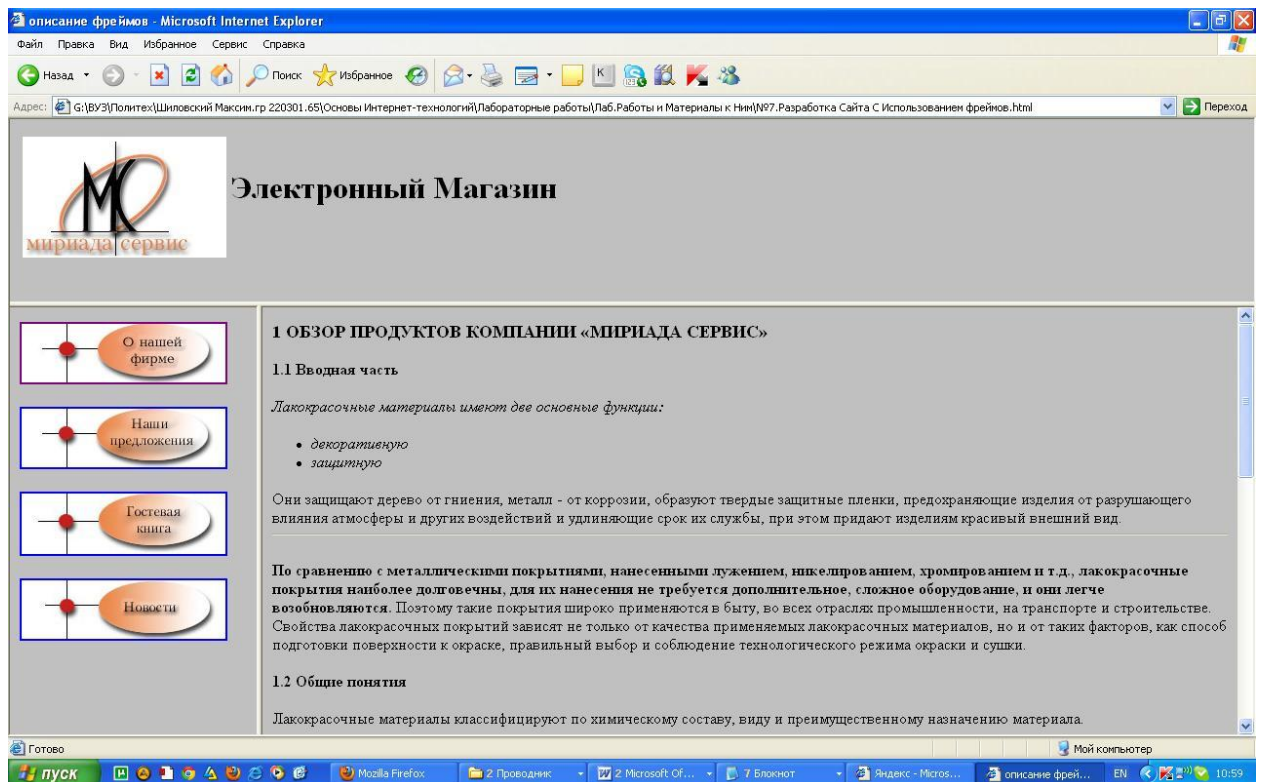 описание фреймов - Microsoft Internet Explorer
Файл Правка Вид Избранное Сервис Справка
Назад Поиск Избранное
Адрес: G:\ВУЗ\Политех\Шиловский Максим.гр 220301.65\Основы Интернет-технологий\Лабораторные работы\Лаб.Работы и Материалы к Ним\№7.Разработка Сайта С Использованием фреймов.html Переход
МС
мириада сервис
Электронный Магазин
О нашей
фирме
Наши
предложения
Гостевая
книга
Новости
1 ОБЗОР ПРОДУКТОВ КОМПАНИИ «МИРИАДА СЕРВИС»
1.1 Вводная часть
Лакокрасочные материалы имеют две основные функции:
• декоративную
• защитную
Они защищают дерево от гниения, металл - от коррозии, образуют твердые защитные пленки, предохраняющие изделия от разрушающего
влияния атмосферы и других воздействий и удлиняющие срок их службы, при этом придают изделиям красивый внешний вид.
По сравнению с металлическими покрытиями, нанесенными лужением, никелированием, хромированием и т.д., лакокрасочные
покрытия наиболее долговечны, для их нанесения не требуется дополнительное, сложное оборудование, и они легче
возобновляются. Поэтому такие покрытия широко применяются в быту, во всех отраслях промышленности, на транспорте и строительстве.
Свойства лакокрасочных покрытий зависят не только от качества применяемых лакокрасочных материалов, но и от таких факторов, как способ
подготовки поверхности к окраске, правильный выбор и соблюдение технологического режима окраски и сушки.
1.2 Общие понятия
Лакокрасочные материалы классифицируют по химическому составу, виду и преимущественному назначению материала.
Готово Мой компьютер
пуск Mozilla Firefox 2 Проводник 2 Microsoft Of... 7 Блокнот Яндекс - Micros... описание фрей... EN 10:59